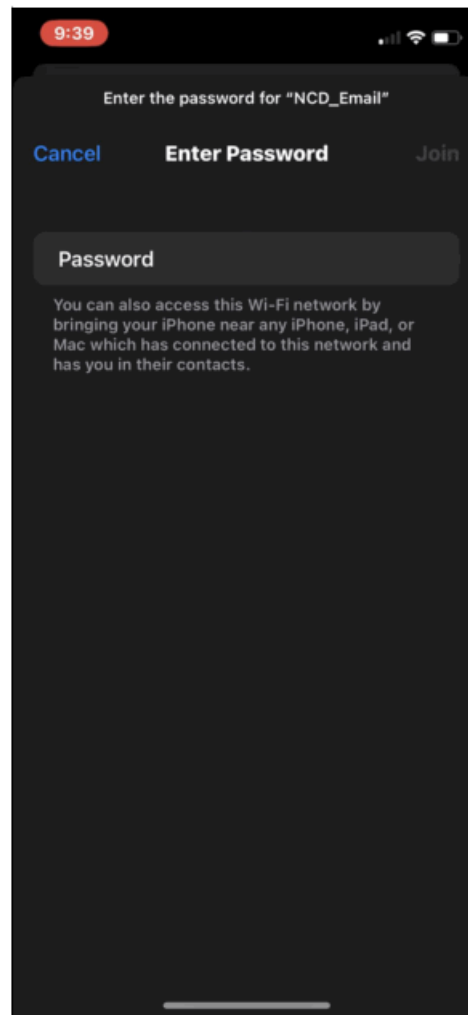 9:39
Enter the password for “NCD_Email”
Cancel Enter Password Join
Password
You can also access this Wi-Fi network by
bringing your iPhone near any iPhone, iPad, or
Mac which has connected to this network and
has you in their contacts.